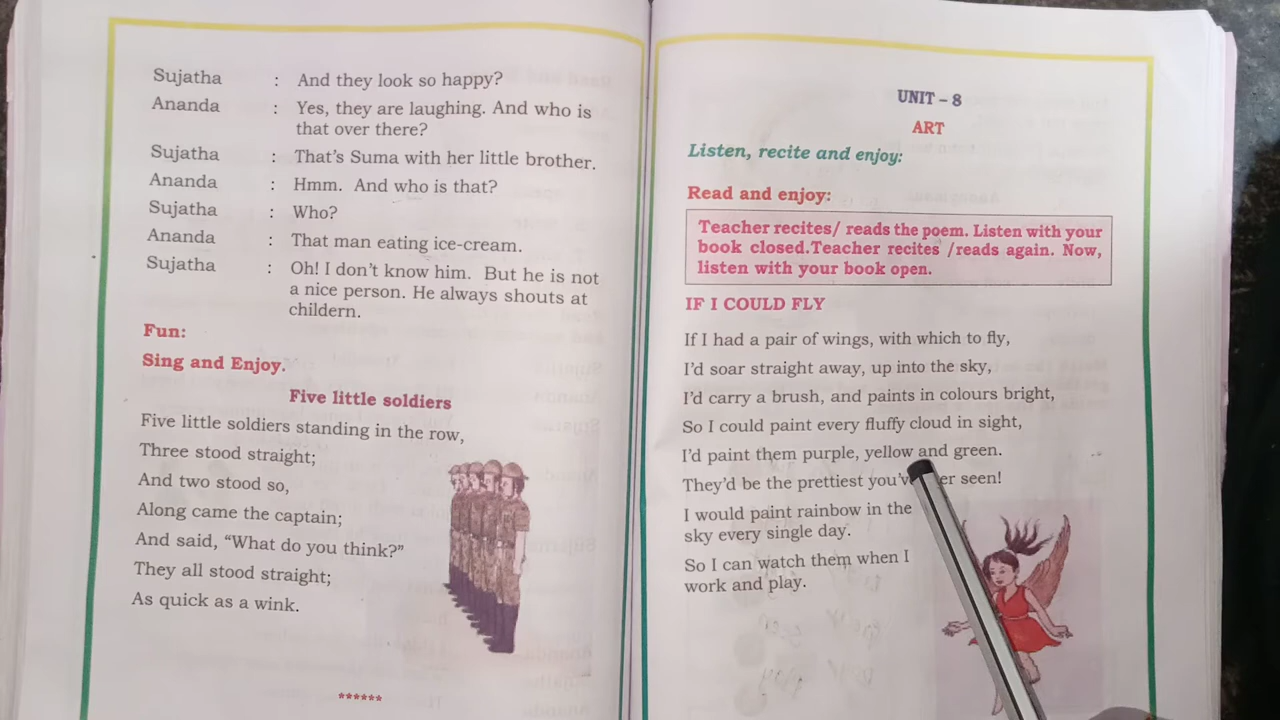 Sujatha : And they look so happy?
Ananda : Yes, they are laughing. And who is
that over there?
Sujatha : That's Suma with her little brother.
Ananda : Hmm. And who is that?
Sujatha : Who?
Ananda : That man eating ice-cream.
Sujatha : Oh! I don't know him. But he is not
a nice person. He always shouts at
childern.
Fun:
Sing and Enjoy.
Five little soldiers
Five little soldiers standing in the row,
Three stood straight;
And two stood so,
Along came the captain;
And said, "What do you think?"
They all stood straight;
As quick as a wink.
******
UNIT – 8
ART
Listen, recite and enjoy:
Read and enjoy:
Teacher recites/ reads the poem. Listen with your
book closed.Teacher recites /reads again. Now,
listen with your book open.
IF I COULD FLY
If I had a pair of wings, with which to fly,
I'd soar straight away, up into the sky,
I'd carry a brush, and paints in colours bright,
So I could paint every fluffy cloud in sight,
I'd paint them purple, yellow and green.
They'd be the prettiest seen!
I would paint rainbow in the
sky every single day.
So I can watch them when I
work and play.